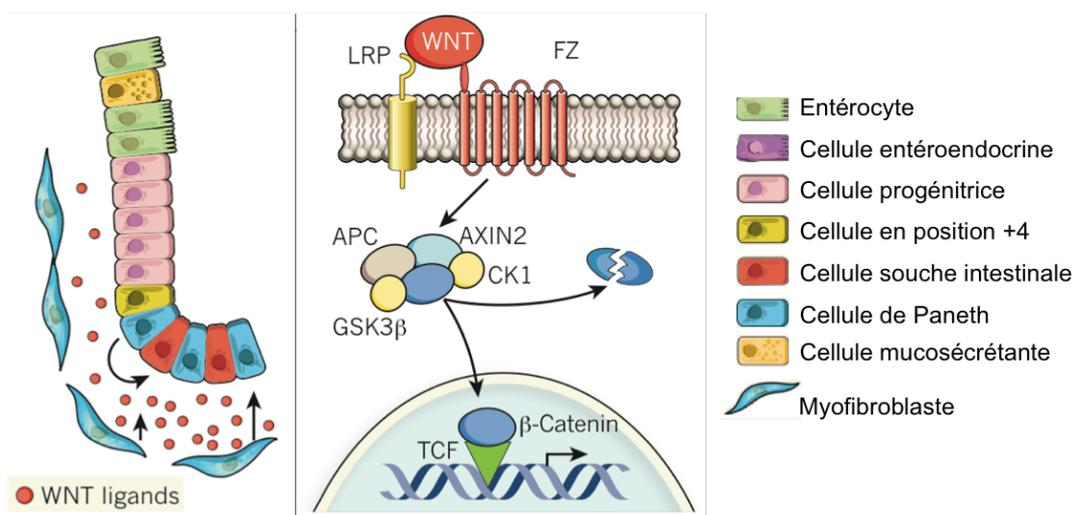 WNT ligands
LRP
WNT
FZ
APC
AXIN2
CK1
GSK3β
β-Catenin
TCF
Entérocyte
Cellule entéroendocrine
Cellule progénitrice
Cellule en position +4
Cellule souche intestinale
Cellule de Paneth
Cellule mucosécrétante
Myofibroblaste